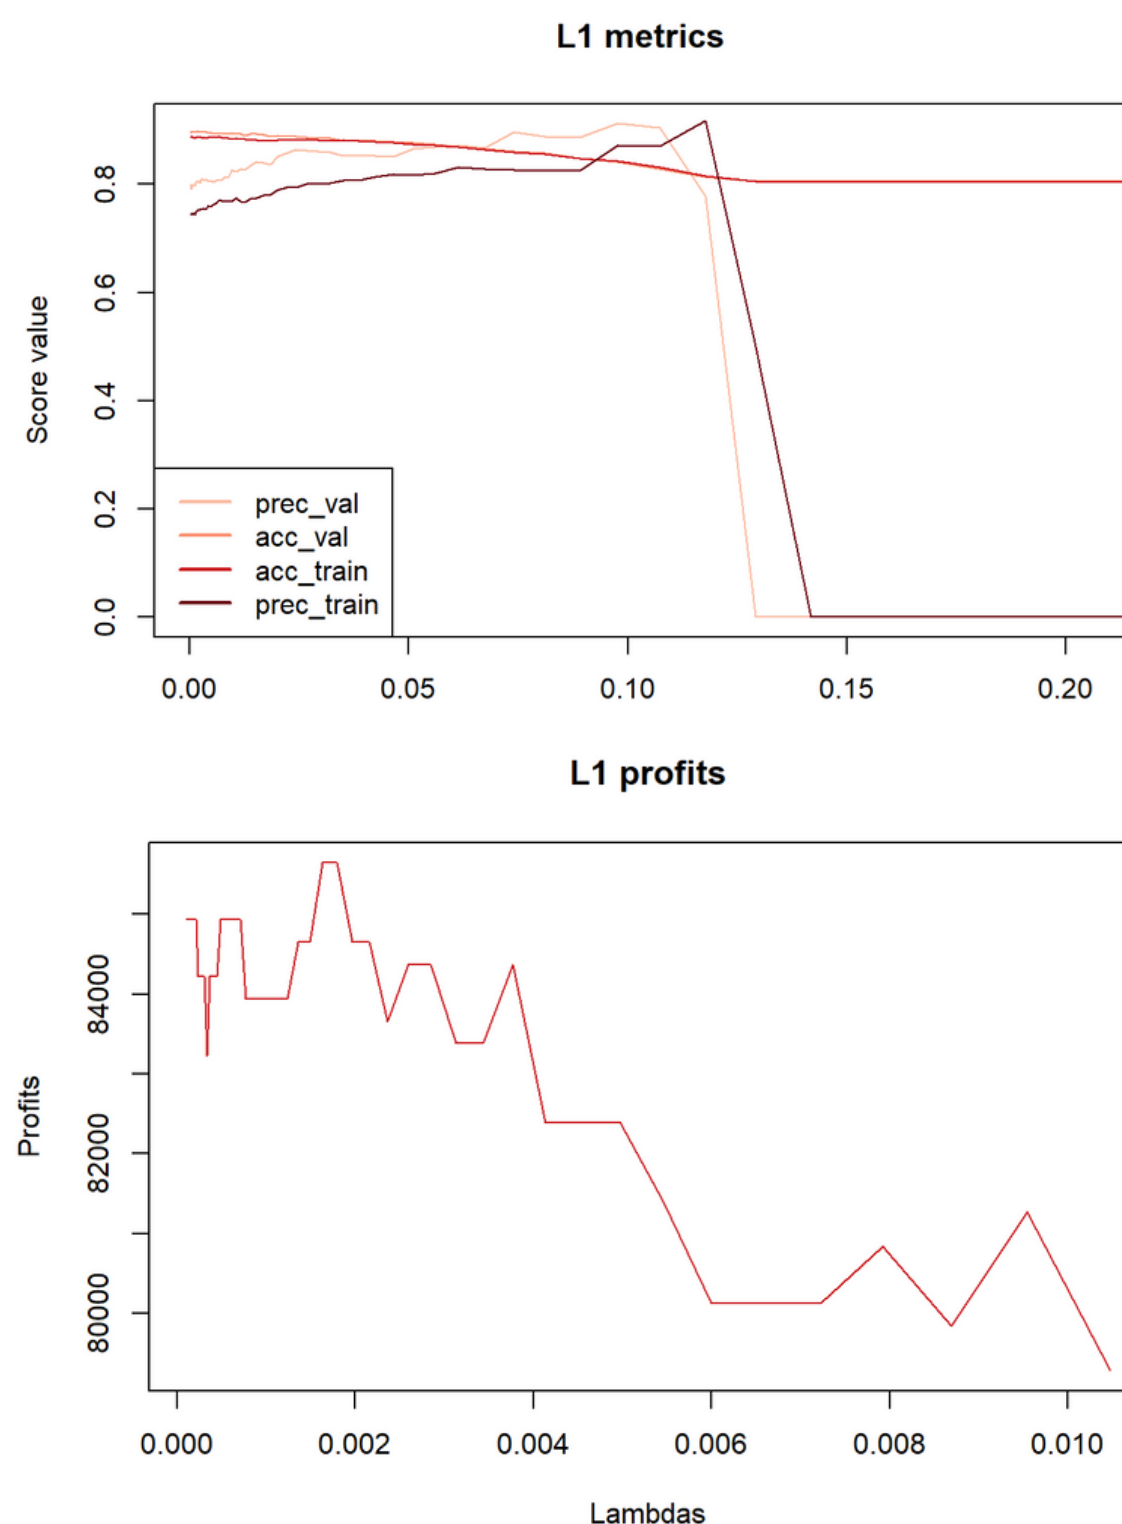 L1 metrics
Score value
0.8
0.6
0.4
0.2
0.0
prec_val
acc_val
acc_train
prec_train
0.00 0.05 0.10 0.15 0.20
L1 profits
Profits
84000
82000
80000
0.000 0.002 0.004 0.006 0.008 0.010
Lambdas